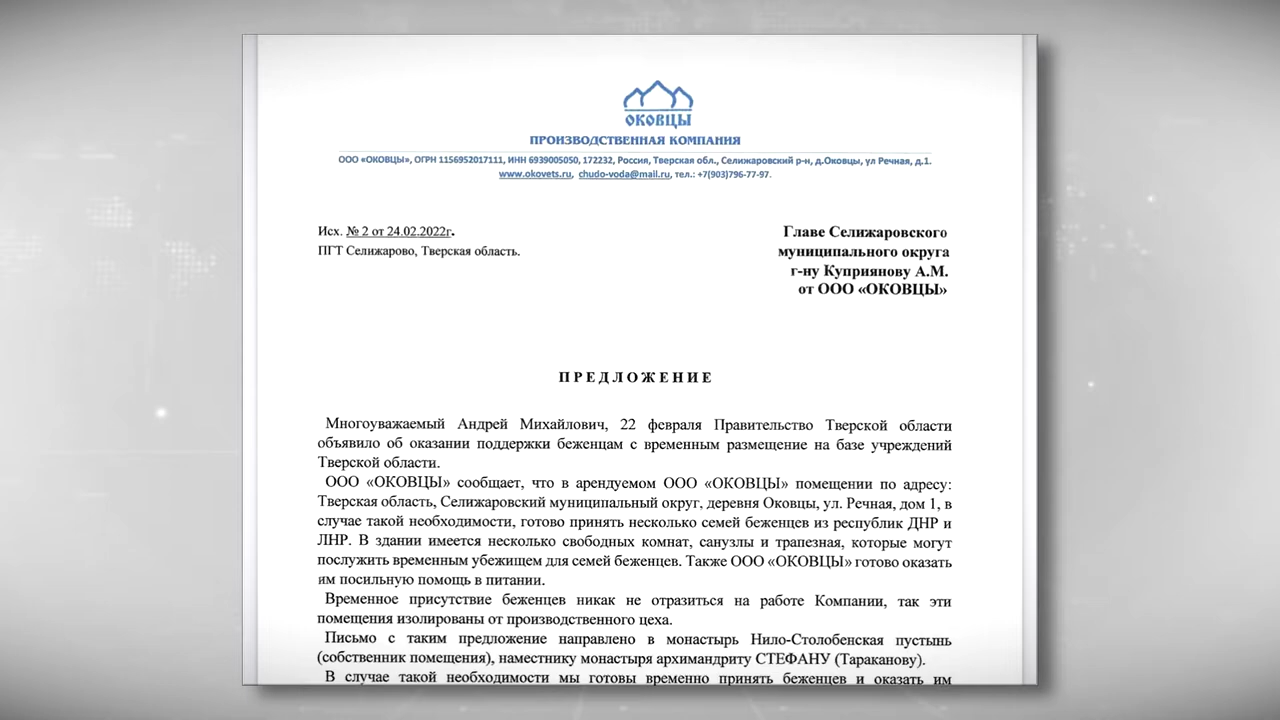 ОКОВЦЫ
ПРОИЗВОДСТВЕННАЯ КОМПАНИЯ
ООО «ОКОВЦЫ», ОГРН 1156952017111, ИНН 6939005050, 172232, Россия, Тверская обл., Селижаровский р-н, д.Оковцы, ул Речная, д.1.
www.okovets.ru, chudo-voda@mail.ru, тел.: +7(903)796-77-97.
Исх. № 2 от 24.02.2022г.
ПГТ Селижарово, Тверская область.
Главе Селижаровского
муниципального округа
г-ну Куприянову А.М.
от ООО «ОКОВЦЫ»
П Р Е Д Л О Ж Е Н И Е
Многоуважаемый Андрей Михайлович, 22 февраля Правительство Тверской области
объявило об оказании поддержки беженцам с временным размещение на базе учреждений
Тверской области.
ООО «ОКОВЦЫ» сообщает, что в арендуемом ООО «ОКОВЦЫ» помещении по адресу:
Тверская область, Селижаровский муниципальный округ, деревня Оковцы, ул. Речная, дом 1, в
случае такой необходимости, готово принять несколько семей беженцев из республик ДНР и
ЛНР. В здании имеется несколько свободных комнат, санузлы и трапезная, которые могут
послужить временным убежищем для семей беженцев. Также ООО «ОКОВЦЫ» готово оказать
им посильную помощь в питании.
Временное присутствие беженцев никак не отразиться на работе Компании, так эти
помещения изолированы от производственного цеха.
Письмо с таким предложение направлено в монастырь Нило-Столобенская пустынь
(собственник помещения), наместнику монастыря архимандриту СТЕФАНУ (Тараканову).
В случае такой необходимости мы готовы временно принять беженцев и оказать им